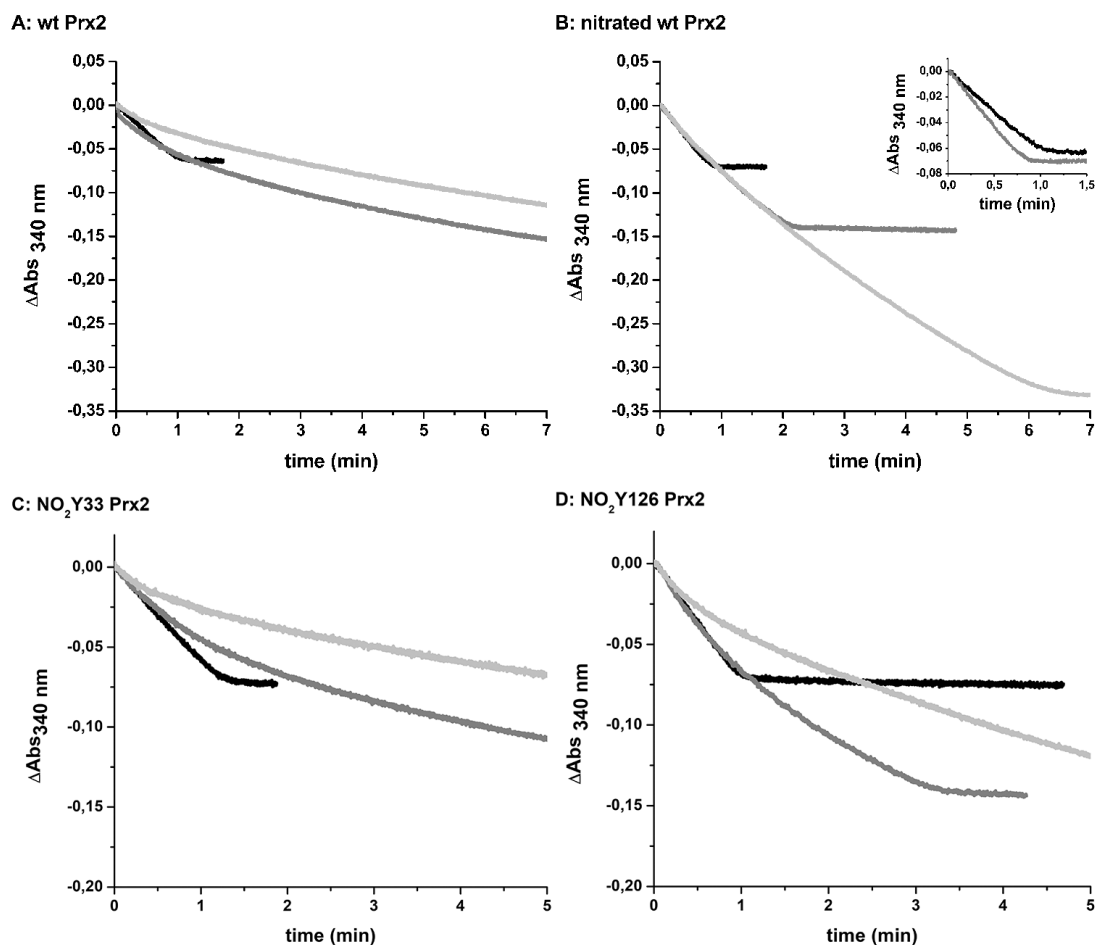 A: wt Prx2
0,05
0,00
-0,05
-0,10
-0,15
-0,20
-0,25
-0,30
-0,35
ΔAbs 340 nm
0 1 2 3 4 5 6 7
time (min)
B: nitrated wt Prx2
0,05
0,00
-0,05
-0,10
-0,15
-0,20
-0,25
-0,30
-0,35
ΔAbs 340 nm
0 1 2 3 4 5 6 7
time (min)
0,00
-0,02
-0,04
-0,06
-0,08
ΔAbs 340 nm
0,0 0,5 1,0 1,5
time (min)
C: NO₂Y33 Prx2
0,00
-0,05
-0,10
-0,15
-0,20
ΔAbs340 nm
0 1 2 3 4 5
time (min)
D: NO₂Y126 Prx2
0,00
-0,05
-0,10
-0,15
-0,20
ΔAbs 340 nm
0 1 2 3 4 5
time (min)